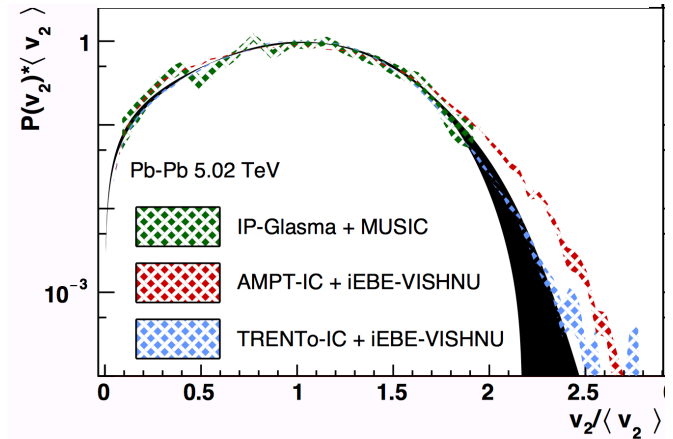 P(v₂)*⟨v₂⟩
1
10⁻³
Pb-Pb 5.02 TeV
IP-Glasma + MUSIC
AMPT-IC + iEBE-VISHNU
TRENTo-IC + iEBE-VISHNU
0 0.5 1 1.5 2 2.5
v₂/⟨v₂⟩